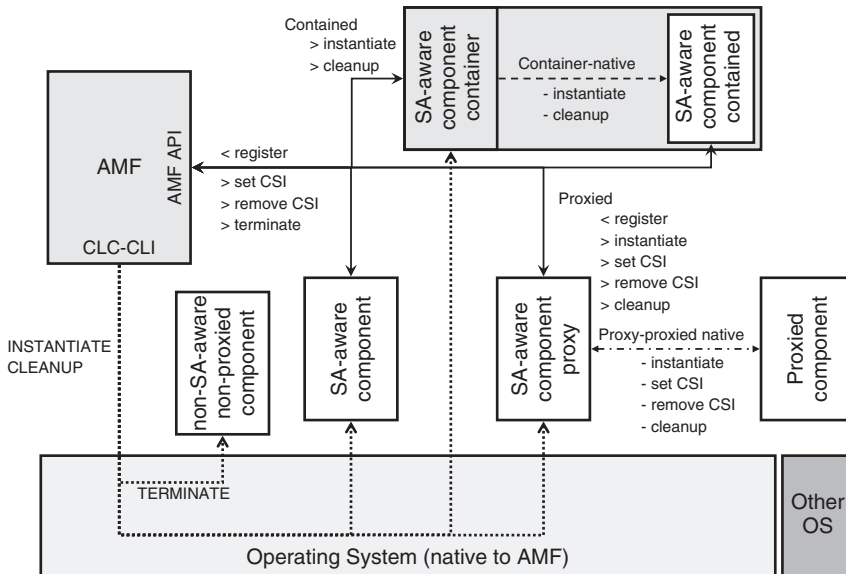 Contained
> instantiate
> cleanup
SA-aware
component
container
Container-native
- instantiate
- cleanup
SA-aware
component
contained
AMF
AMF API
CLC-CLI
< register
> set CSI
> remove CSI
> terminate
Proxied
< register
> instantiate
> set CSI
> remove CSI
> cleanup
INSTANTIATE
CLEANUP
non-SA-aware
non-proxied
component
SA-aware
component
SA-aware
component
proxy
Proxy-proxied native
- instantiate
- set CSI
- remove CSI
- cleanup
Proxied
component
TERMINATE
Operating System (native to AMF)
Other
OS